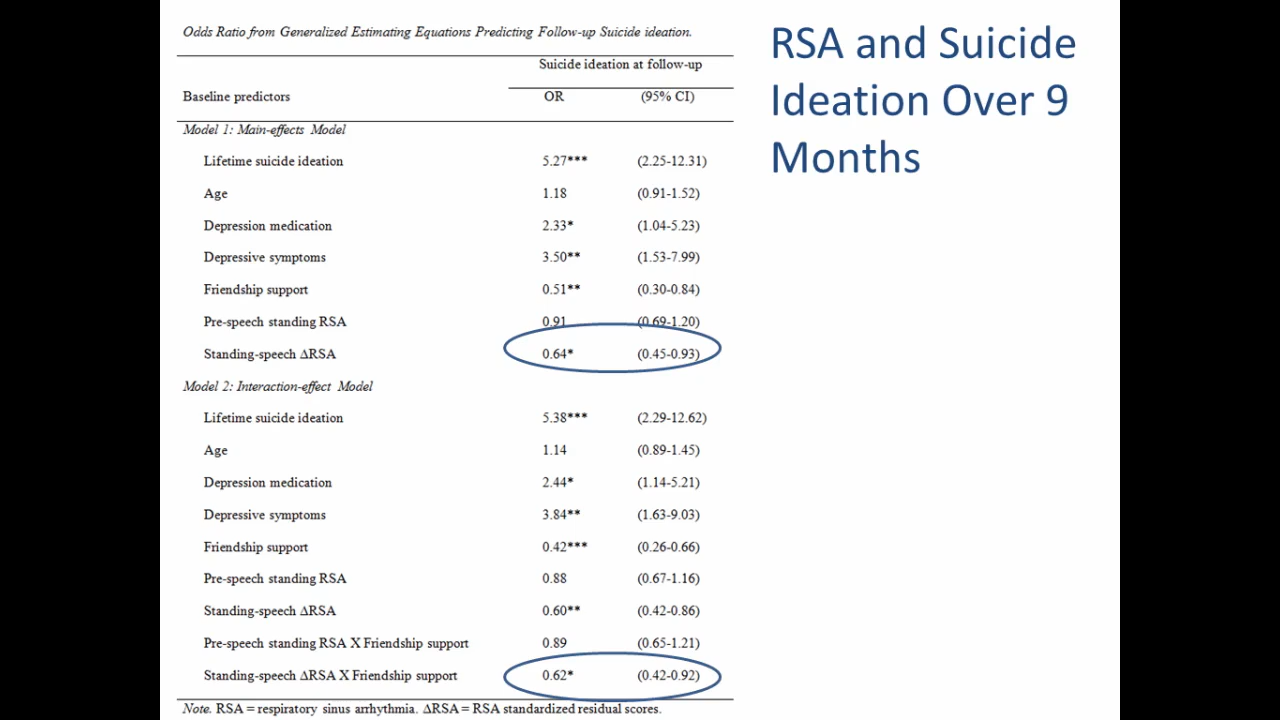 Odds Ratio from Generalized Estimating Equations Predicting Follow-up Suicide ideation.
Suicide ideation at follow-up
Baseline predictors OR (95% CI)
Model 1: Main-effects Model
Lifetime suicide ideation 5.27*** (2.25-12.31)
Age 1.18 (0.91-1.52)
Depression medication 2.33* (1.04-5.23)
Depressive symptoms 3.50** (1.53-7.99)
Friendship support 0.51** (0.30-0.84)
Pre-speech standing RSA 0.91 (0.69-1.20)
Standing-speech ΔRSA 0.64* (0.45-0.93)
Model 2: Interaction-effect Model
Lifetime suicide ideation 5.38*** (2.29-12.62)
Age 1.14 (0.89-1.45)
Depression medication 2.44* (1.14-5.21)
Depressive symptoms 3.84** (1.63-9.03)
Friendship support 0.42*** (0.26-0.66)
Pre-speech standing RSA 0.88 (0.67-1.16)
Standing-speech ΔRSA 0.60** (0.42-0.86)
Pre-speech standing RSA X Friendship support 0.89 (0.65-1.21)
Standing-speech ΔRSA X Friendship support 0.62* (0.42-0.92)
Note. RSA = respiratory sinus arrhythmia. ΔRSA = RSA standardized residual scores.
RSA and Suicide
Ideation Over 9
Months